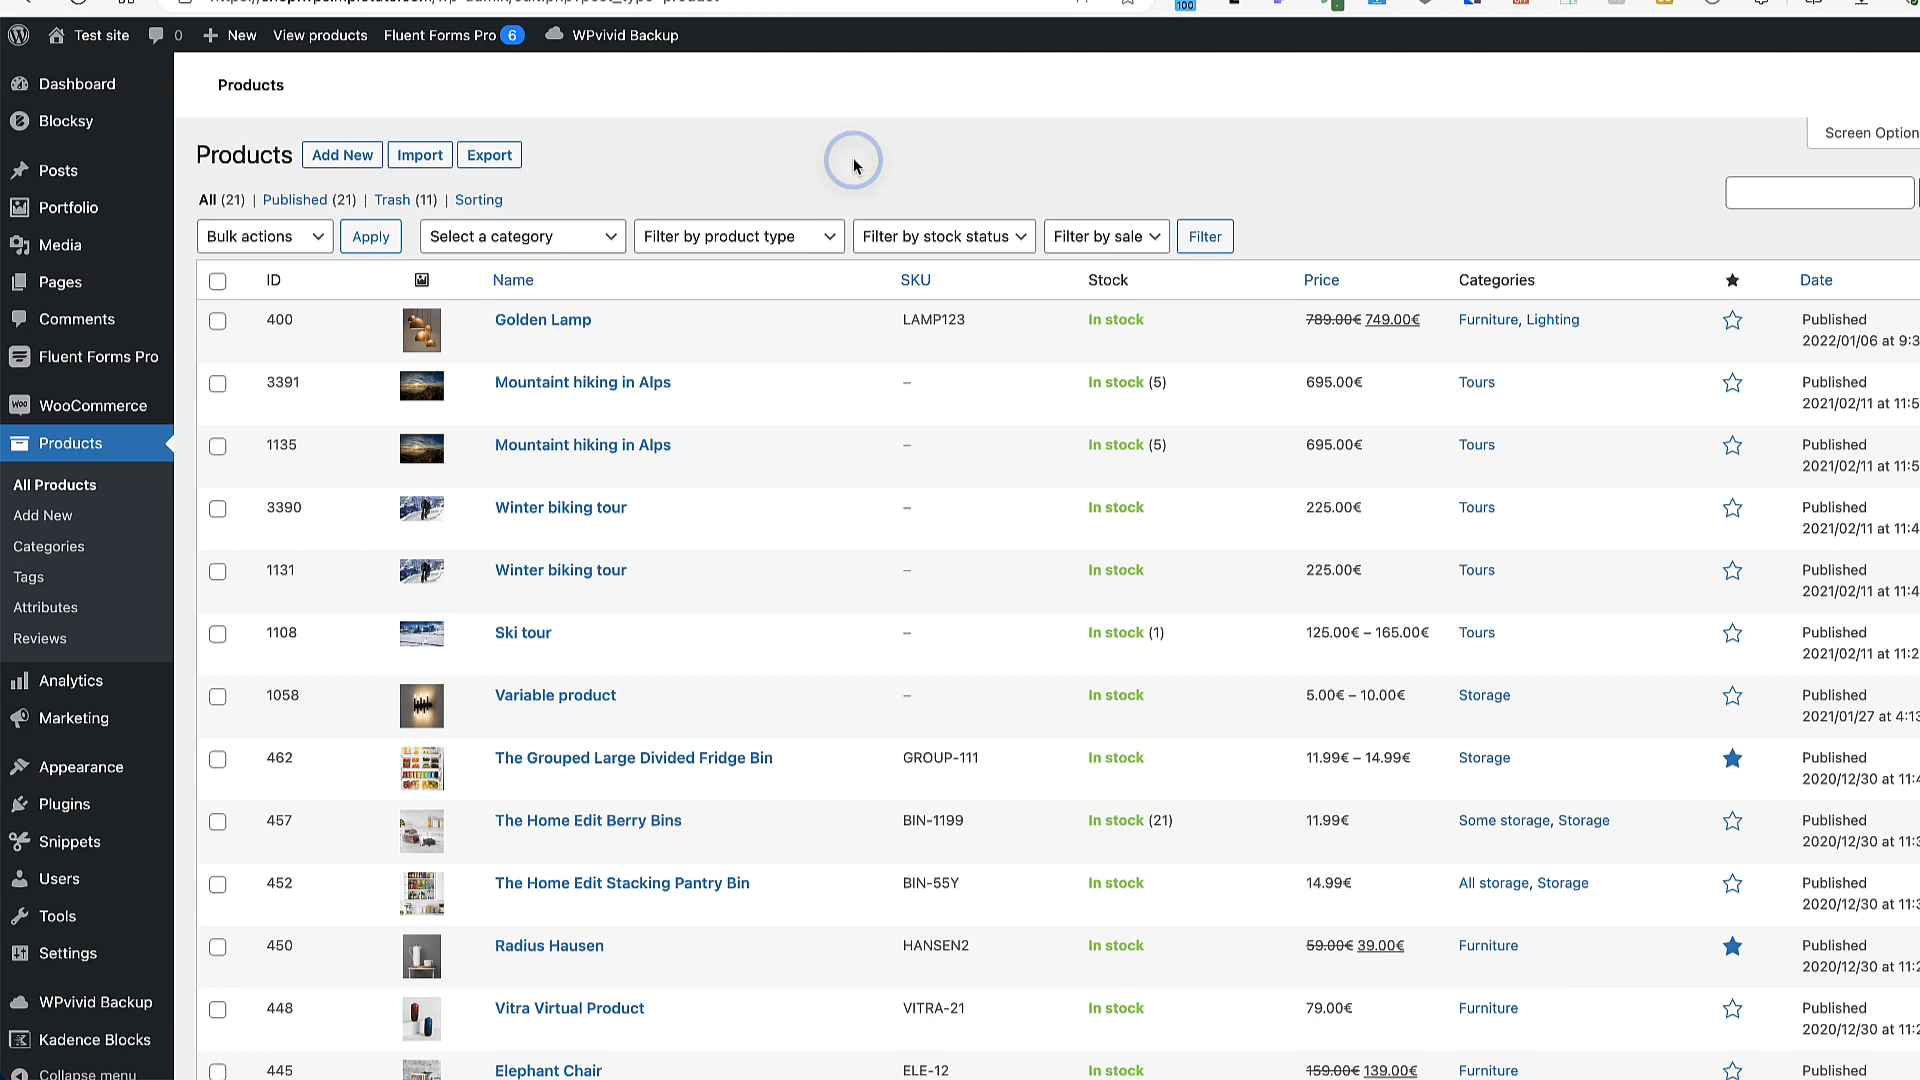 100
Test site 0 New View products Fluent Forms Pro 6 WPvivid Backup
Products
Screen Option
Products Add New Import Export
All (21) | Published (21) | Trash (11) | Sorting
Bulk actions Apply Select a category Filter by product type Filter by stock status Filter by sale Filter
ID Name SKU Stock Price Categories Date
400 Golden Lamp LAMP123 In stock 789.00€ 749.00€ Furniture, Lighting Published
2022/01/06 at 9:3
3391 Mountaint hiking in Alps – In stock (5) 695.00€ Tours Published
2021/02/11 at 11:5
1135 Mountaint hiking in Alps – In stock (5) 695.00€ Tours Published
2021/02/11 at 11:5
3390 Winter biking tour – In stock 225.00€ Tours Published
2021/02/11 at 11:4
1131 Winter biking tour – In stock 225.00€ Tours Published
2021/02/11 at 11:4
1108 Ski tour – In stock (1) 125.00€ – 165.00€ Tours Published
2021/02/11 at 11:2
1058 Variable product – In stock 5.00€ – 10.00€ Storage Published
2021/01/27 at 4:13
462 The Grouped Large Divided Fridge Bin GROUP-111 In stock 11.99€ – 14.99€ Storage Published
2020/12/30 at 11:4
457 The Home Edit Berry Bins BIN-1199 In stock (21) 11.99€ Some storage, Storage Published
2020/12/30 at 11:3
452 The Home Edit Stacking Pantry Bin BIN-55Y In stock 14.99€ All storage, Storage Published
2020/12/30 at 11:3
450 Radius Hausen HANSEN2 In stock 59.00€ 39.00€ Furniture Published
2020/12/30 at 11:2
448 Vitra Virtual Product VITRA-21 In stock 79.00€ Furniture Published
2020/12/30 at 11:2
445 Elephant Chair ELE-12 In stock 159.00€ 139.00€ Furniture Published
Dashboard
Blocksy
Posts
Portfolio
Media
Pages
Comments
Fluent Forms Pro
WooCommerce
Products
All Products
Add New
Categories
Tags
Attributes
Reviews
Analytics
Marketing
Appearance
Plugins
Snippets
Users
Tools
Settings
WPvivid Backup
Kadence Blocks
Collapse menu